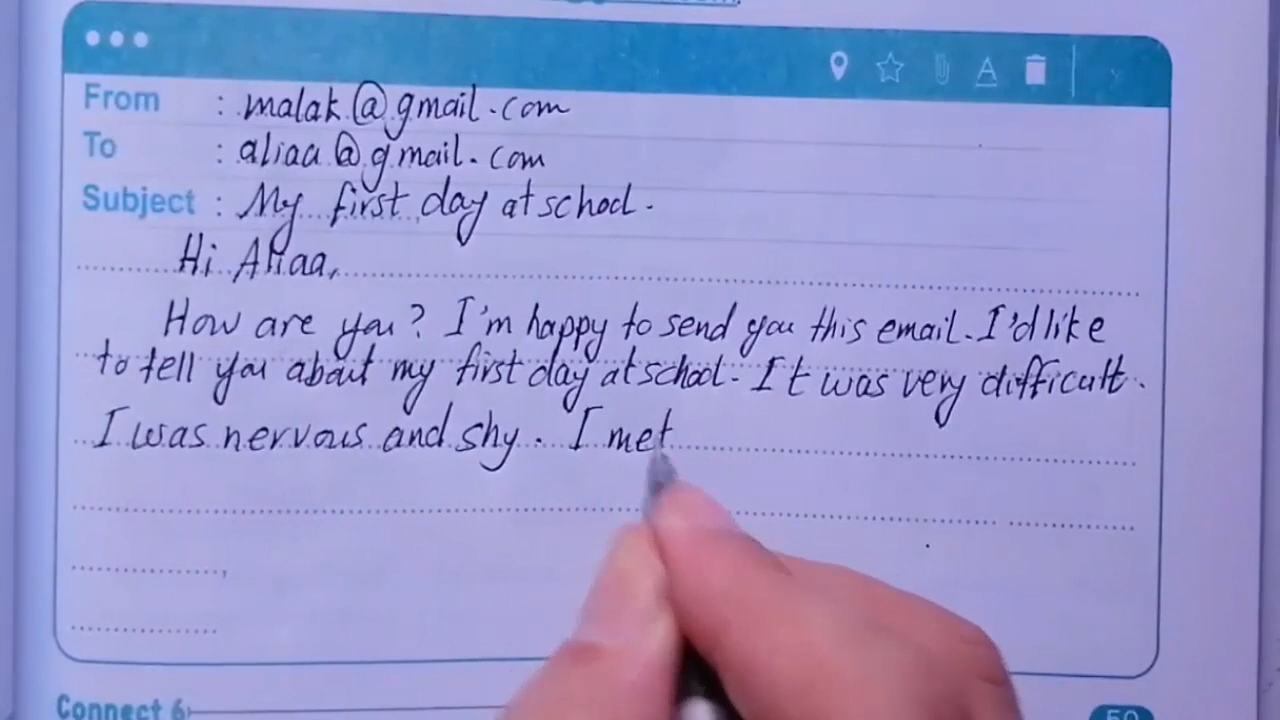 From : malak@gmail.com
To : aliaa@gmail.com
Subject : My first day at school.
Hi Aliaa,
How are you? I'm happy to send you this email. I'd like
to tell you about my first day at school. It was very difficult.
I was nervous and shy. I met
Connect 6
59